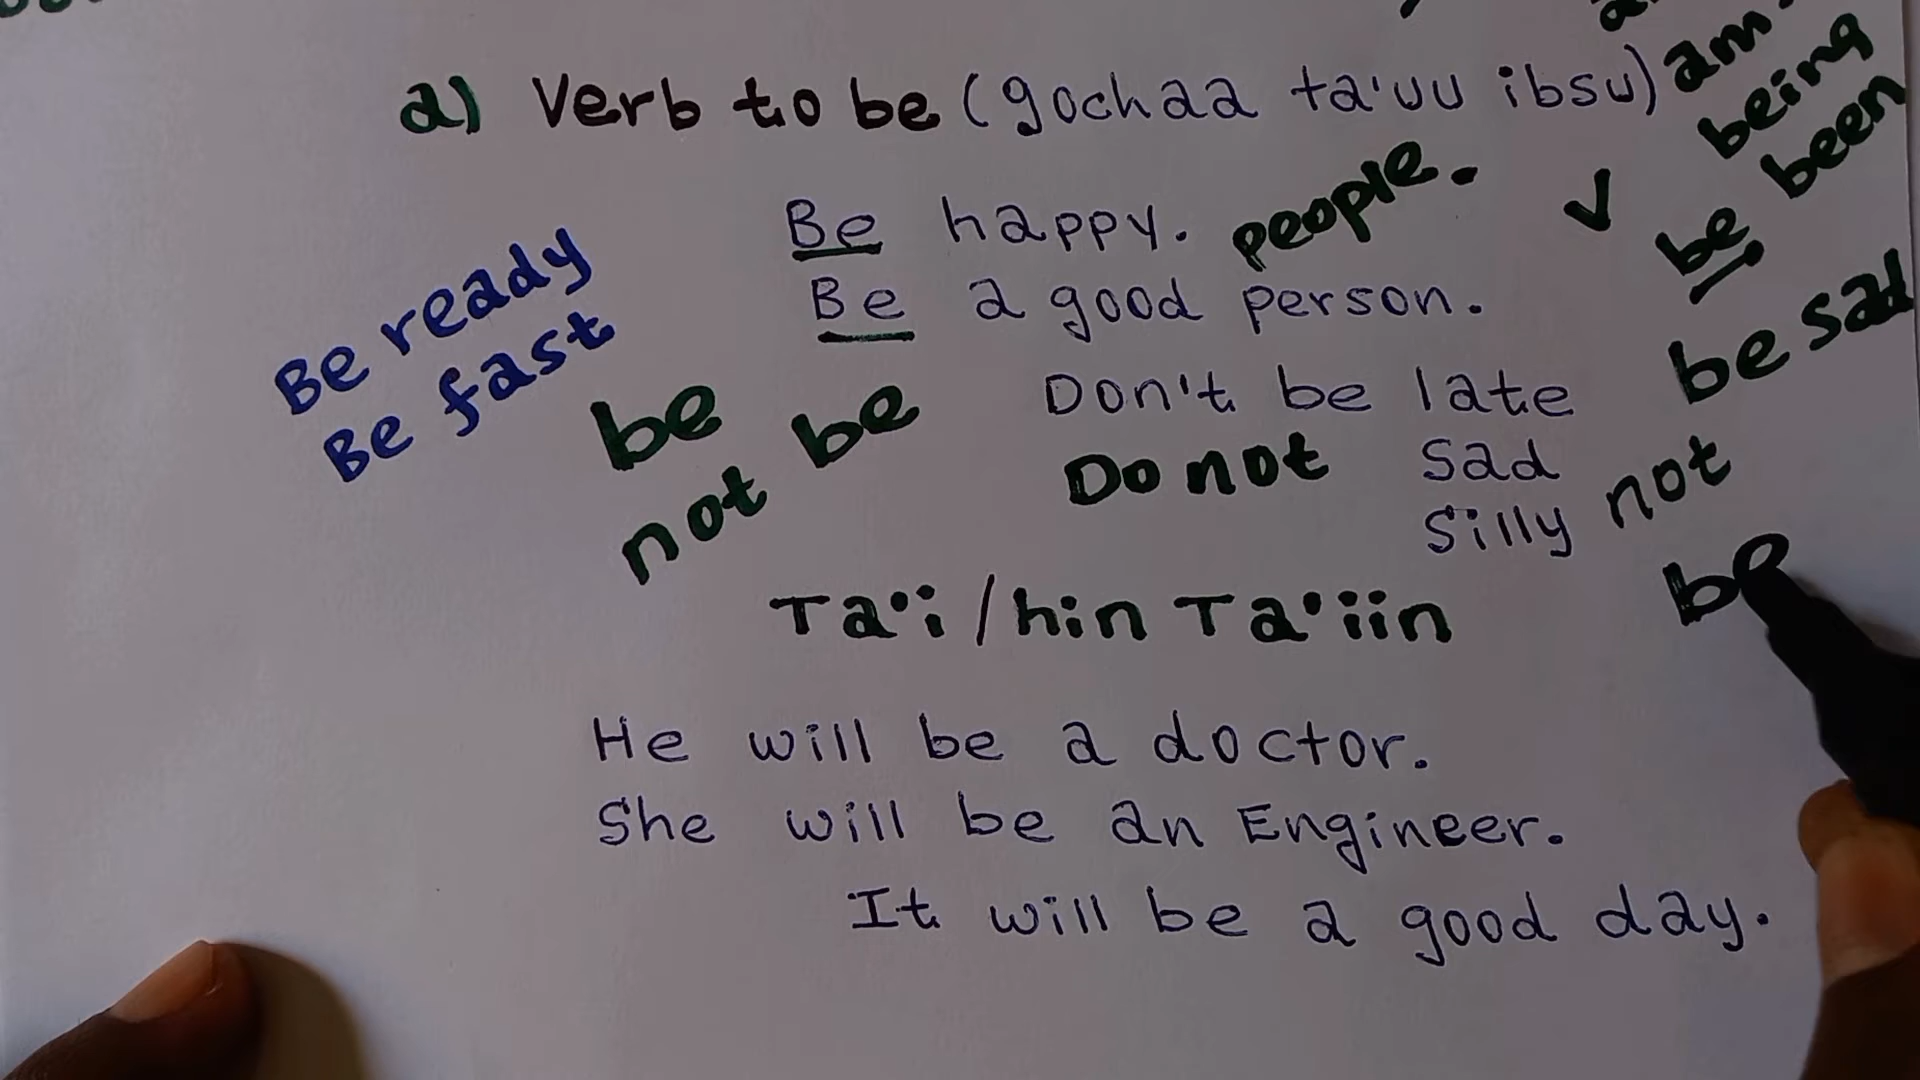 a) Verb to be (gochaa ta'uu ibsu)
am
being
been
be
Be happy. people.
Be a good person.
Be ready
Be fast
be
not be
Don't be late
Do not sad
silly
be sad
not
be
Ta'i / hin Ta'iin
He will be a doctor.
She will be an Engineer.
It will be a good day.